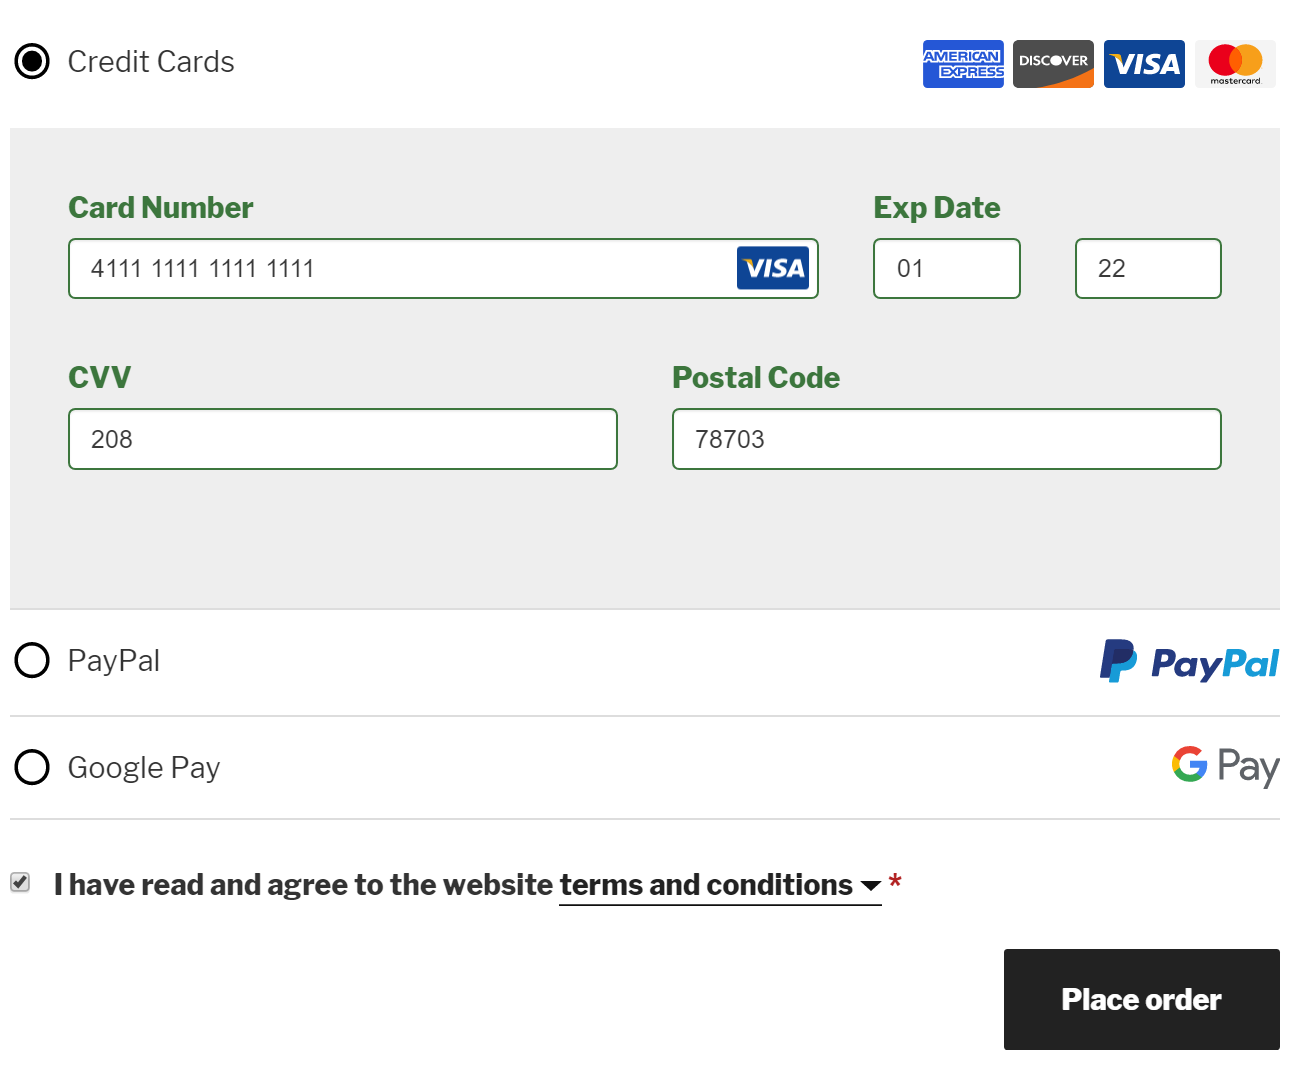 Credit Cards
AMERICAN EXPRESS
DISCOVER
VISA
mastercard.
Card Number
Exp Date
4111 1111 1111 1111
VISA
01
22
CVV
Postal Code
208
78703
PayPal
PayPal
Google Pay
G Pay
I have read and agree to the website terms and conditions *
Place order